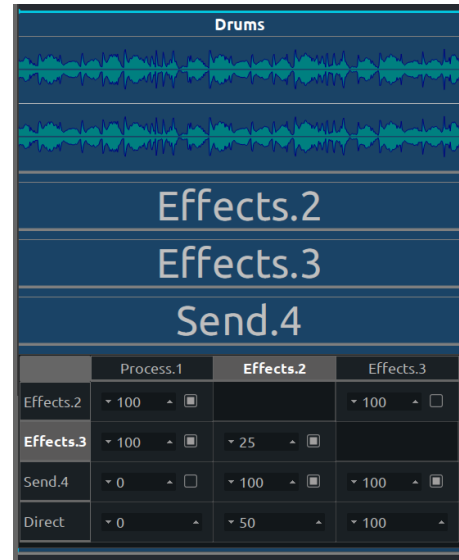 Drums
Effects.2
Effects.3
Send.4
Process.1 Effects.2 Effects.3
Effects.2 100 100
Effects.3 100 25
Send.4 0 100 100
Direct 0 50 100